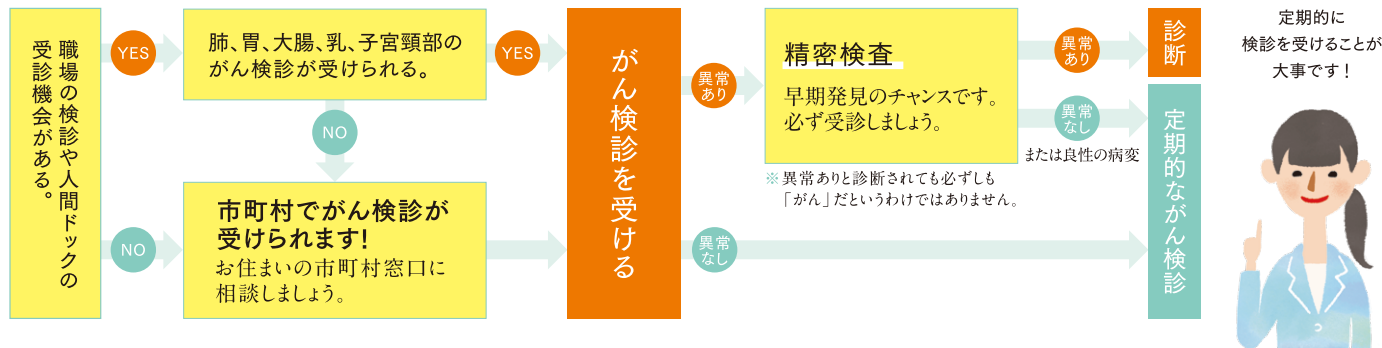 職場の検診や人間ドックの
受診機会がある。
YES
肺、胃、大腸、乳、子宮頸部の
がん検診が受けられる。
YES
NO
NO
市町村でがん検診が
受けられます!
お住まいの市町村窓口に
相談しましょう。
がん検診を受ける
異常
あり
精密検査
早期発見のチャンスです。
必ず受診しましょう。
※異常ありと診断されても必ずしも
「がん」だというわけではありません。
異常
あり
異常
なし
または良性の病変
異常
なし
診断
定期的ながん検診
定期的に
検診を受けることが
大事です!